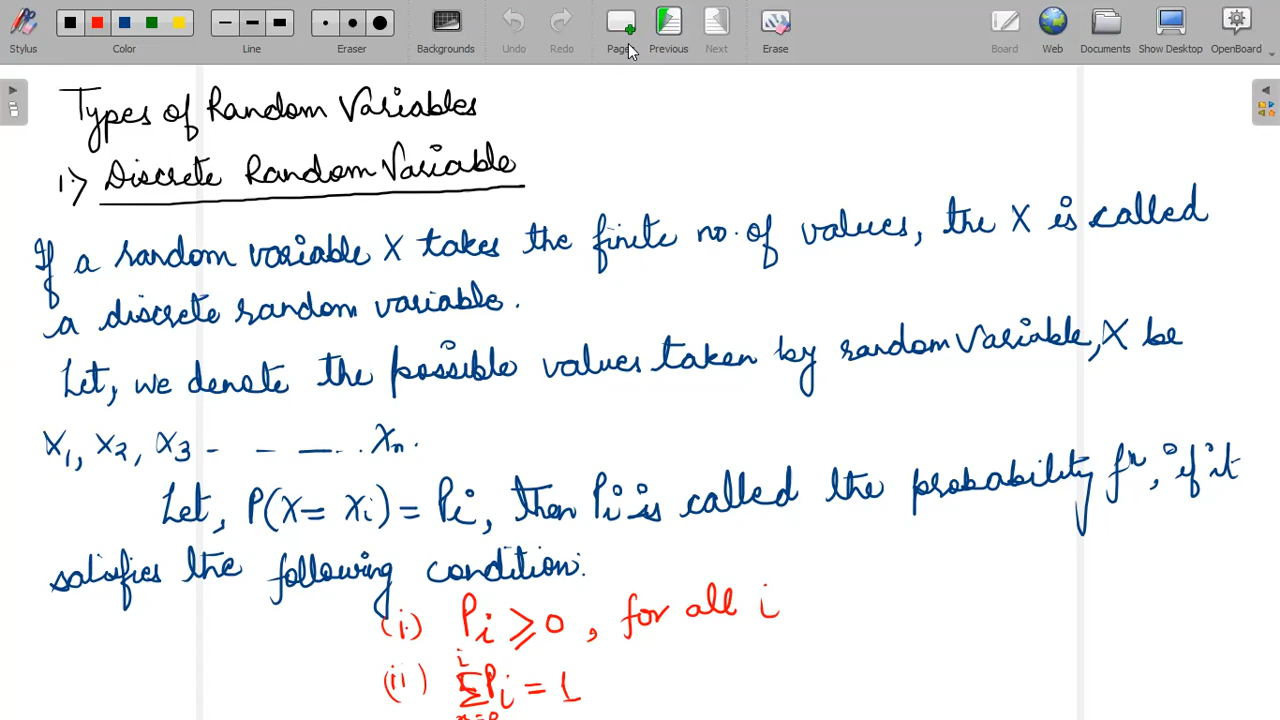 Stylus Color Line Eraser Backgrounds Undo Redo Pages Previous Next Erase Board Web Documents Show Desktop OpenBoard
Types of Random Variables
1:) Discrete Random Variable
If a random variable X takes the finite no. of values, the X is called
a discrete random variable.
Let, we denote the possible values taken by random variable, X be
X₁, X₂, X₃ - - — .. Xₙ.
Let, P(X = xᵢ) = Pᵢ, then Pᵢ is called the probability fⁿ, if it
satisfies the following condition.
(i) Pᵢ ⩾ 0, for all i
(ii) Σ Pᵢ = 1